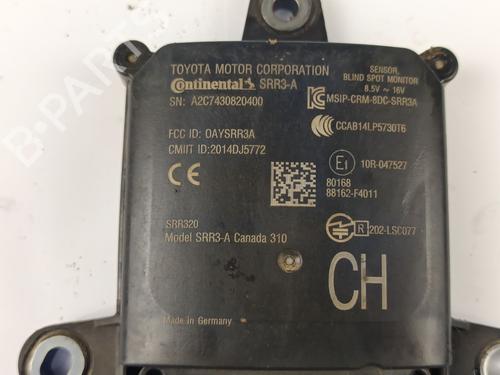 TOYOTA MOTOR CORPORATION
Continental SRR3-A
SN: A2C7430820400
SENSOR,
BLIND SPOT MONITOR
8.5V ~ 16V
MSIP-CRM-8DC-SRR3A
CCAB14LP5730T6
FCC ID: OAYSRR3A
CMIIT ID:2014DJ5772
E1 10R-047527
CE
80168
88162-F4011
SRR320
Model SRR3-A Canada 310
R 202-LSC077
CH
Made in Germany